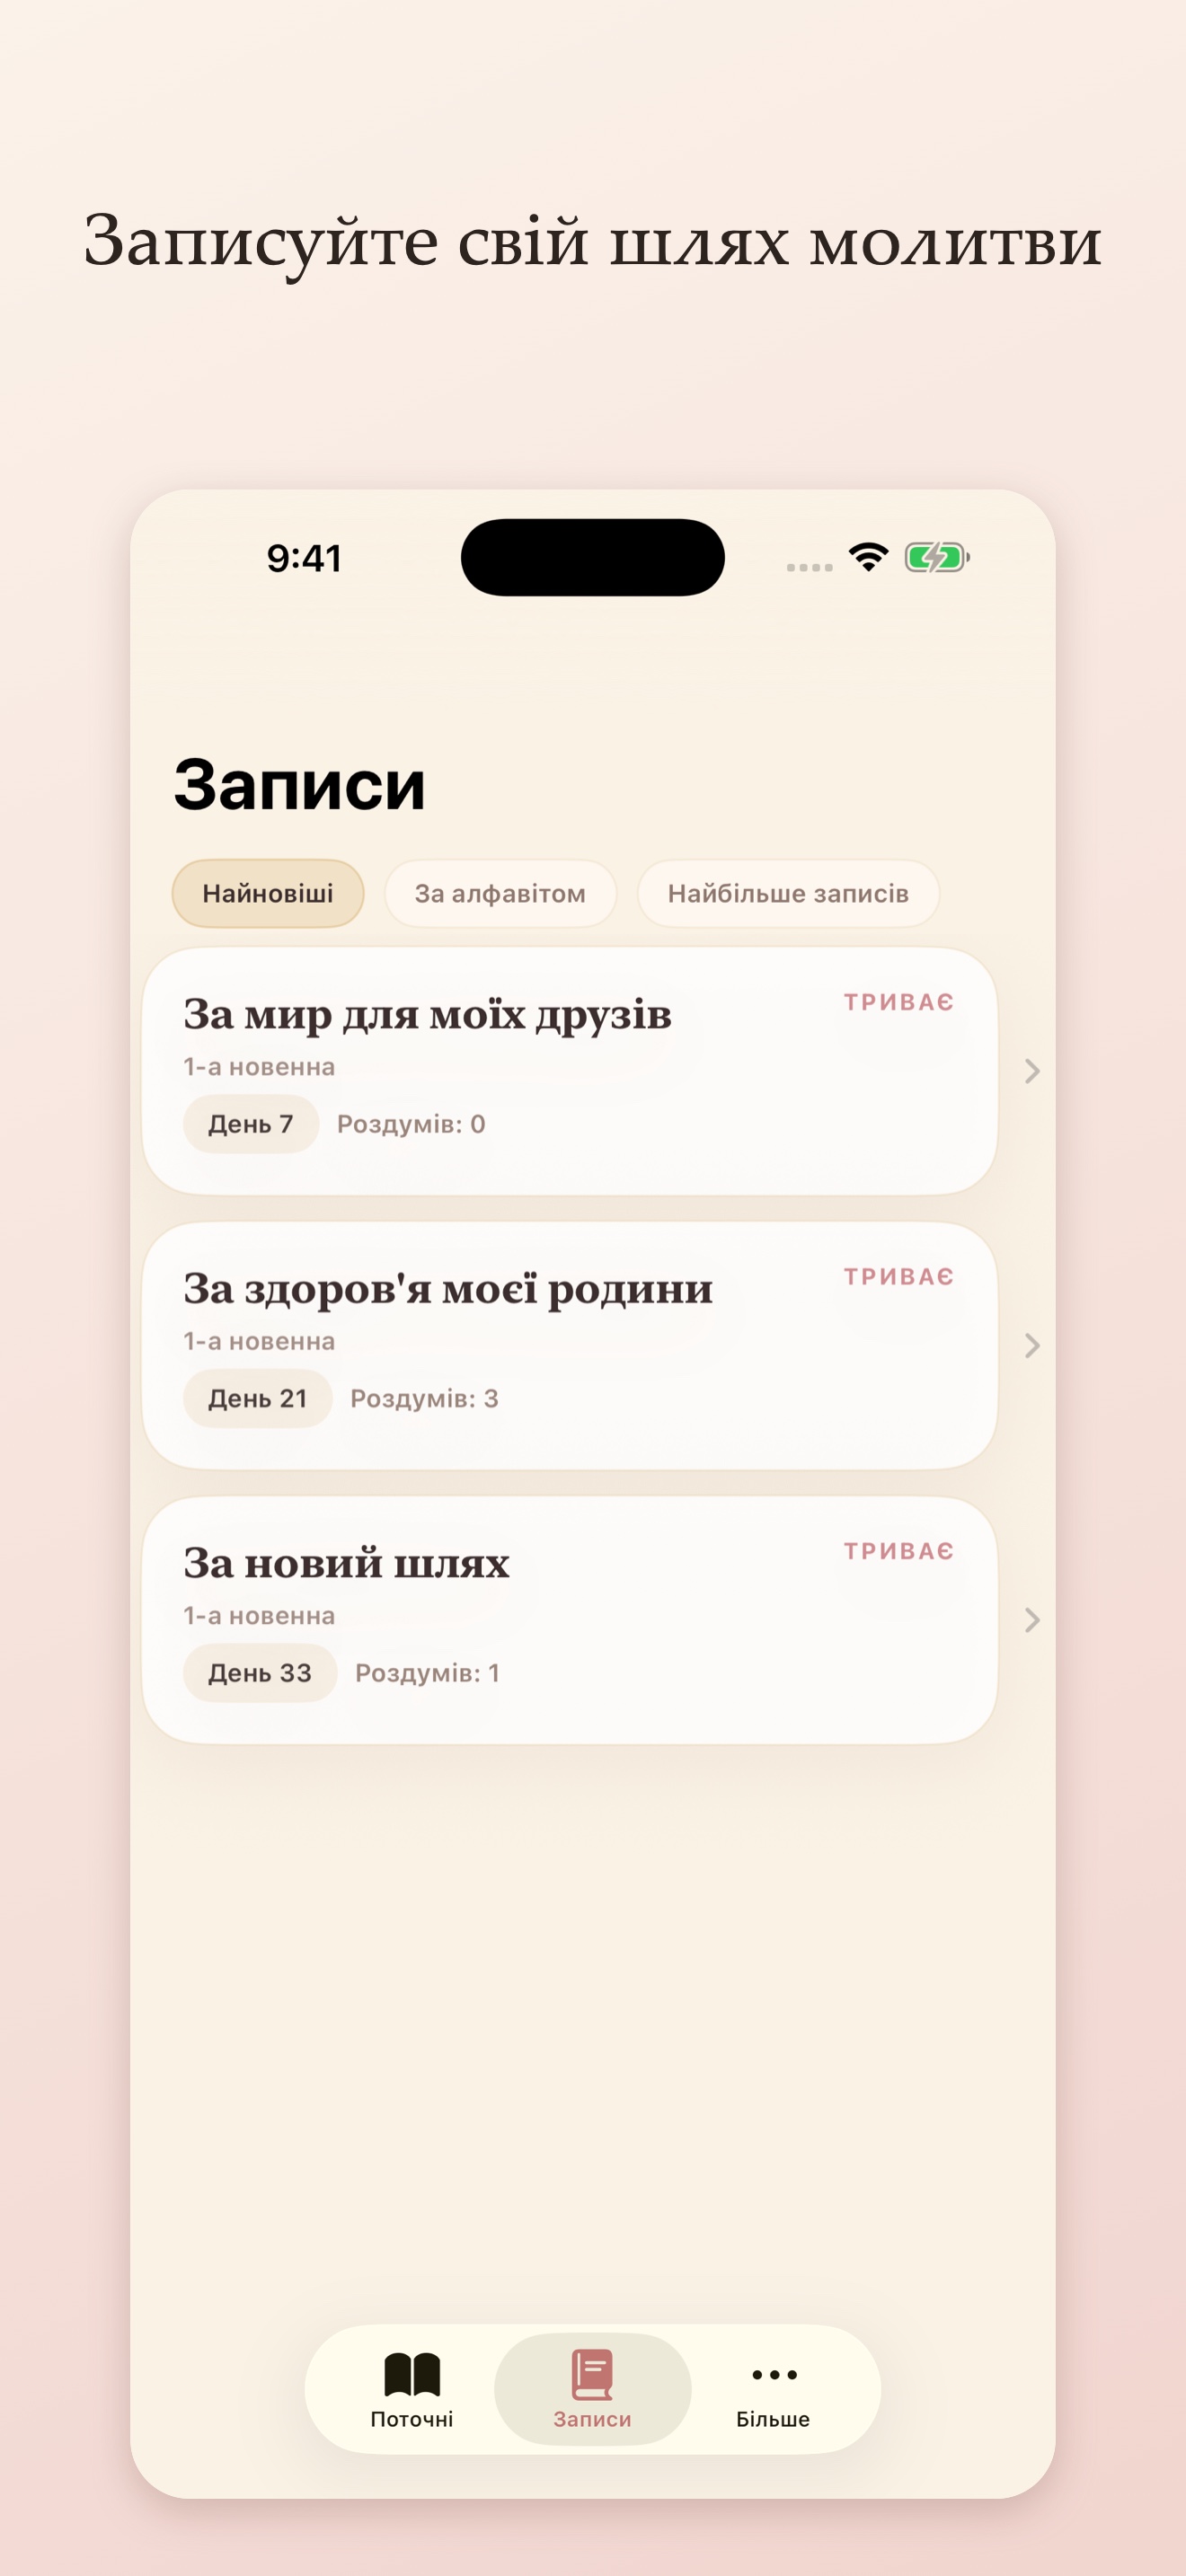 Записуйте свій шлях молитви
9:41
Записи
Найновіші
За алфавітом
Найбільше записів
За мир для моїх друзів
ТРИВАЄ
1-а новенна
День 7
Роздумів: 0
За здоров'я моєї родини
ТРИВАЄ
1-а новенна
День 21
Роздумів: 3
За новий шлях
ТРИВАЄ
1-а новенна
День 33
Роздумів: 1
Поточні
Записи
Більше